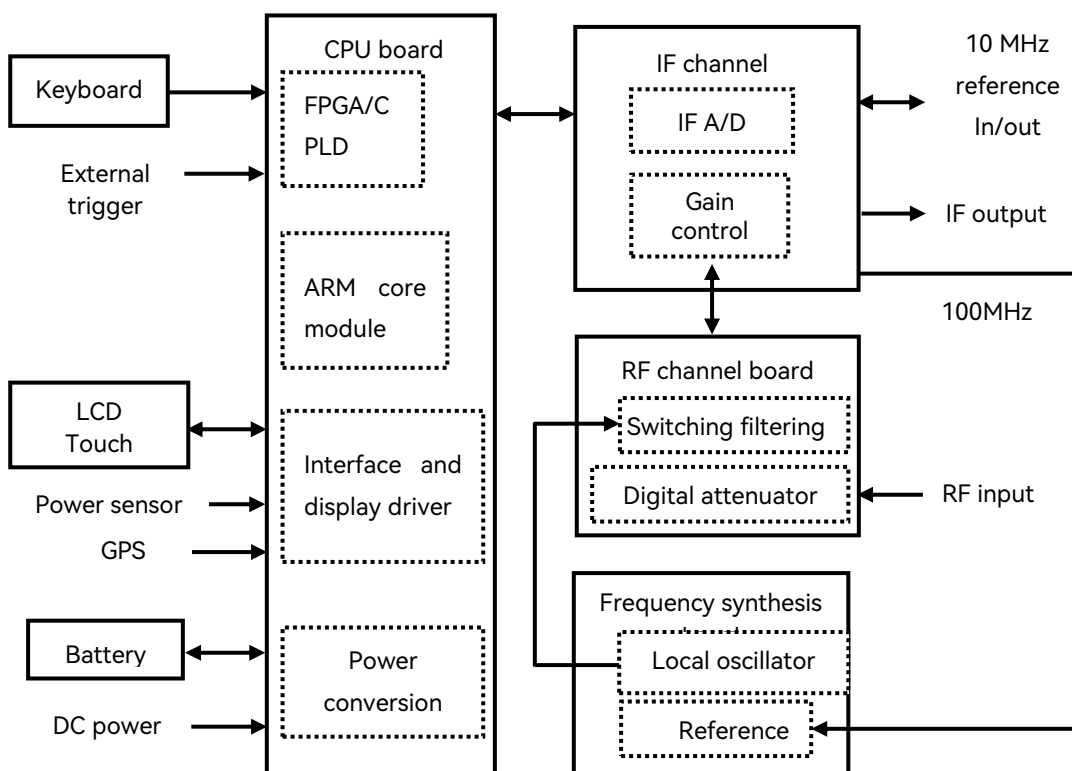 CPU board
FPGA/C
PLD
ARM core
module
Interface and
display driver
Power
conversion
Keyboard
External
trigger
LCD
Touch
Power sensor
GPS
Battery
DC power
IF channel
IF A/D
Gain
control
RF channel board
Switching filtering
Digital attenuator
Frequency synthesis
Local oscillator
Reference
10 MHz
reference
In/out
IF output
100MHz
RF input